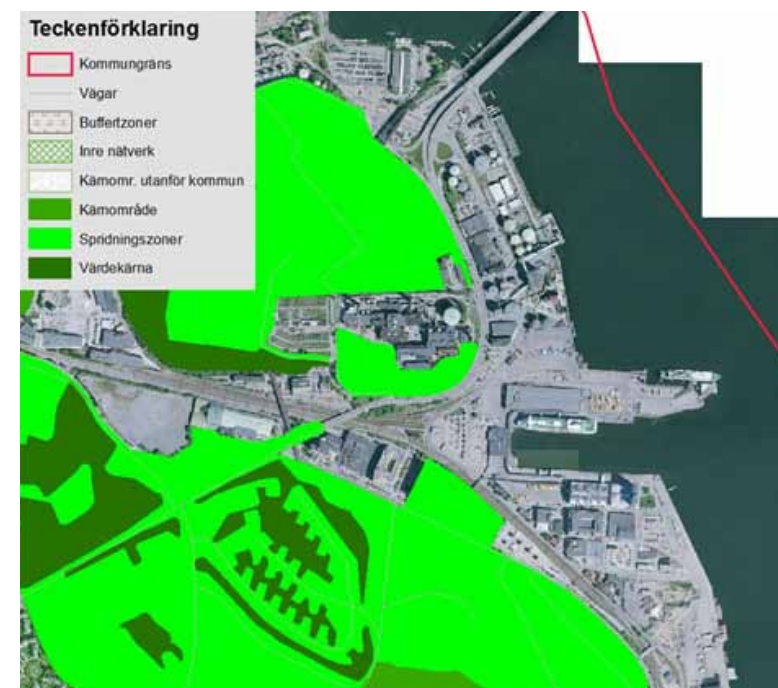 Teckenförklaring
Kommungräns
Vägar
Buffertzoner
Inre nätverk
Kärnomr. utanför kommun
Kärnområde
Spridningszoner
Värdekärna